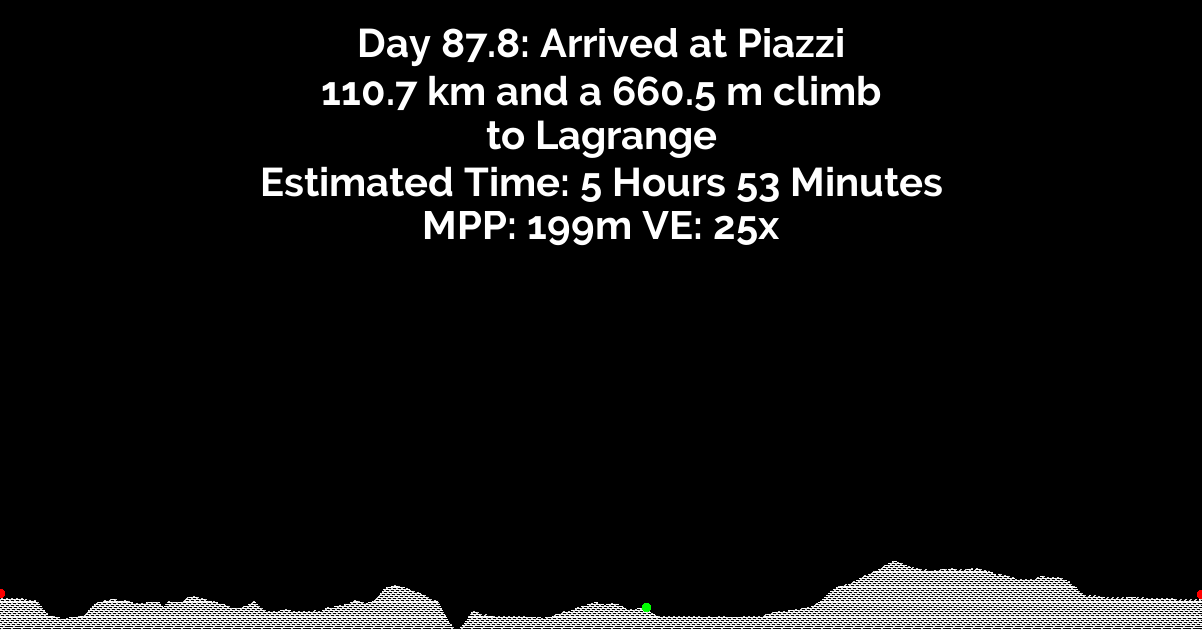 Day 87.8: Arrived at Piazzi
110.7 km and a 660.5 m climb
to Lagrange
Estimated Time: 5 Hours 53 Minutes
MPP: 199m VE: 25x